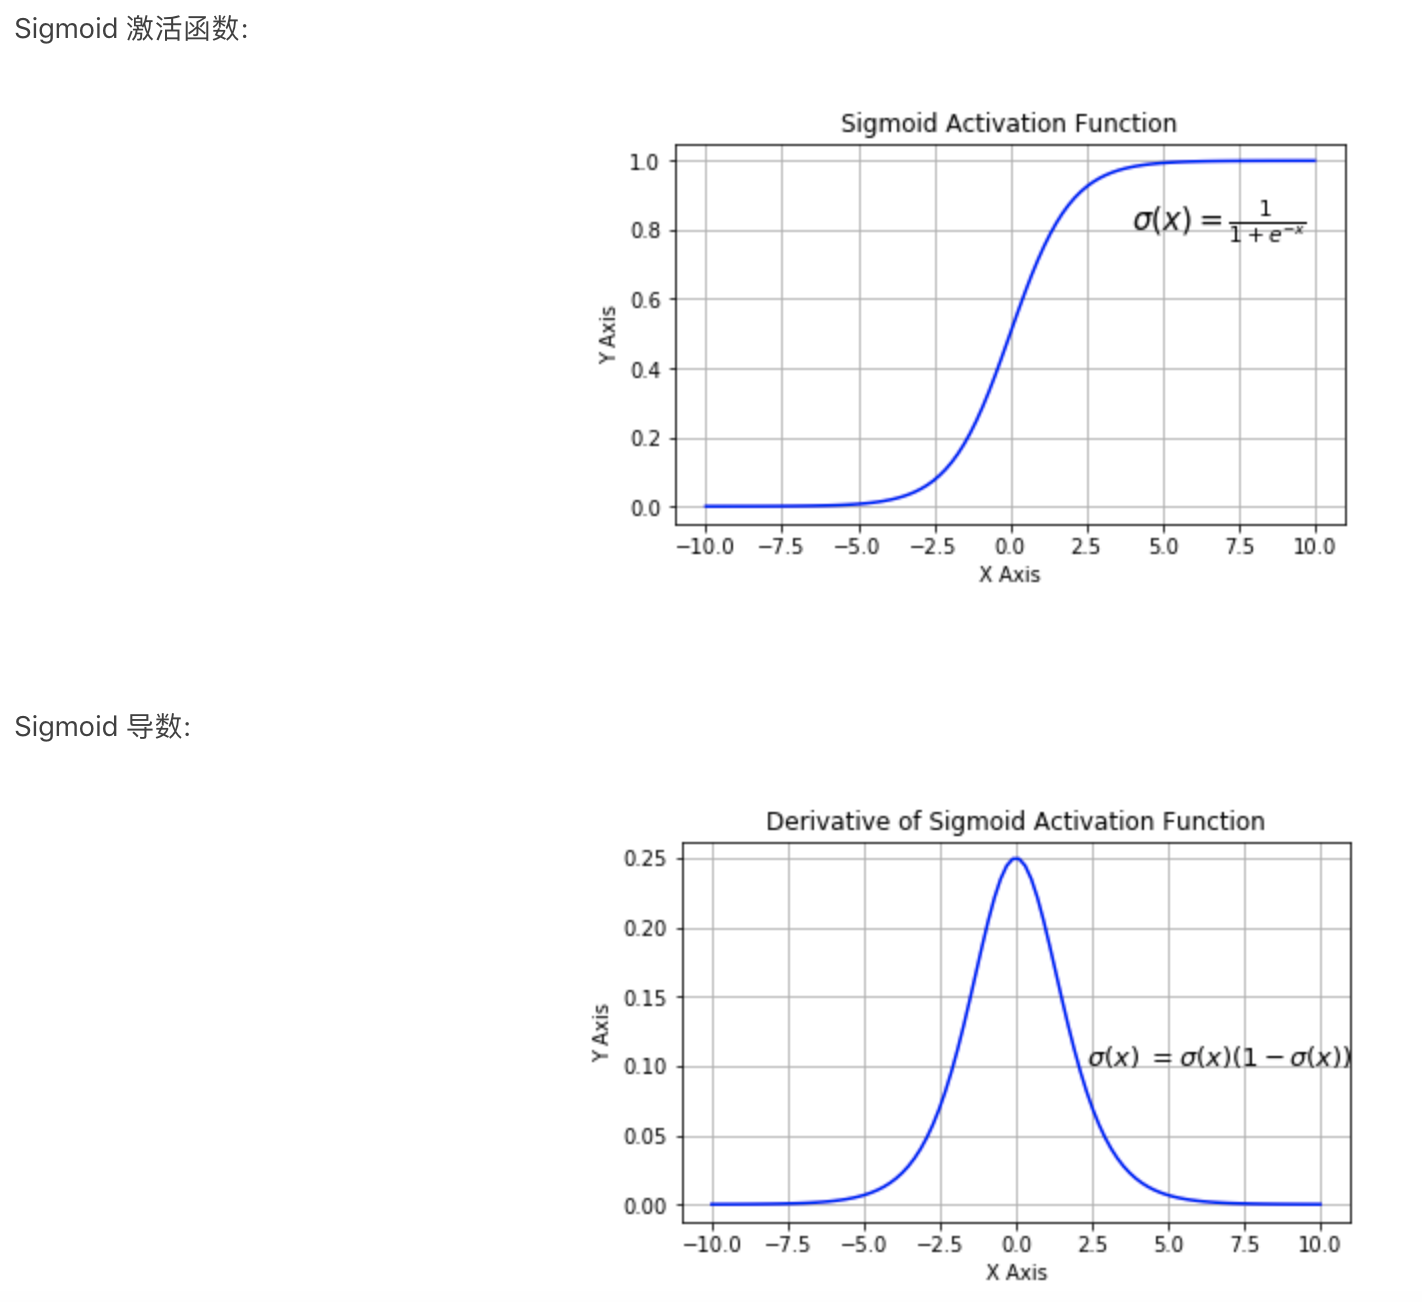 Sigmoid 激活函数:
Sigmoid Activation Function
1.0
σ(x) = 1/(1 + e^{-x})
0.8
0.6
Y Axis
0.4
0.2
0.0
−10.0 −7.5 −5.0 −2.5 0.0 2.5 5.0 7.5 10.0
X Axis
Sigmoid 导数:
Derivative of Sigmoid Activation Function
0.25
0.20
0.15
Y Axis
σ(x) = σ(x)(1 − σ(x))
0.10
0.05
0.00
−10.0 −7.5 −5.0 −2.5 0.0 2.5 5.0 7.5 10.0
X Axis